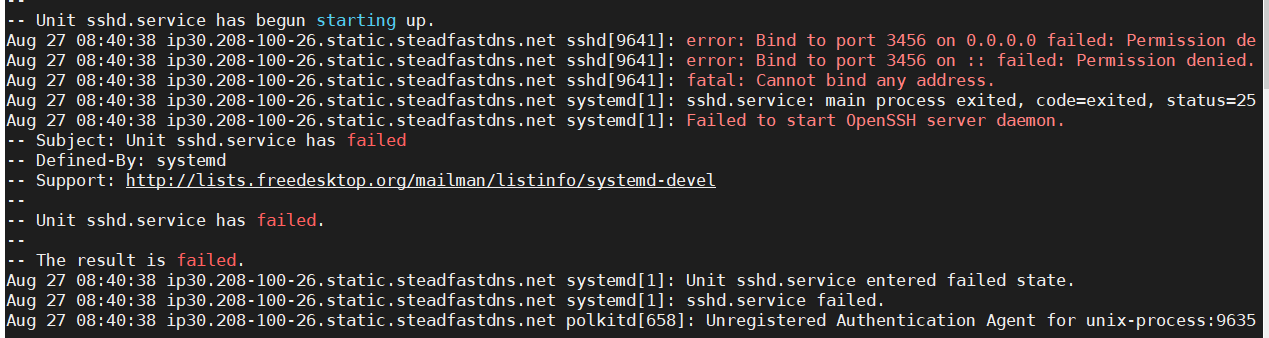 --
-- Unit sshd.service has begun starting up.
Aug 27 08:40:38 ip30.208-100-26.static.steadfastdns.net sshd[9641]: error: Bind to port 3456 on 0.0.0.0 failed: Permission de
Aug 27 08:40:38 ip30.208-100-26.static.steadfastdns.net sshd[9641]: error: Bind to port 3456 on :: failed: Permission denied.
Aug 27 08:40:38 ip30.208-100-26.static.steadfastdns.net sshd[9641]: fatal: Cannot bind any address.
Aug 27 08:40:38 ip30.208-100-26.static.steadfastdns.net systemd[1]: sshd.service: main process exited, code=exited, status=25
Aug 27 08:40:38 ip30.208-100-26.static.steadfastdns.net systemd[1]: Failed to start OpenSSH server daemon.
-- Subject: Unit sshd.service has failed
-- Defined-By: systemd
-- Support: http://lists.freedesktop.org/mailman/listinfo/systemd-devel
--
-- Unit sshd.service has failed.
--
-- The result is failed.
Aug 27 08:40:38 ip30.208-100-26.static.steadfastdns.net systemd[1]: Unit sshd.service entered failed state.
Aug 27 08:40:38 ip30.208-100-26.static.steadfastdns.net systemd[1]: sshd.service failed.
Aug 27 08:40:38 ip30.208-100-26.static.steadfastdns.net polkitd[658]: Unregistered Authentication Agent for unix-process:9635